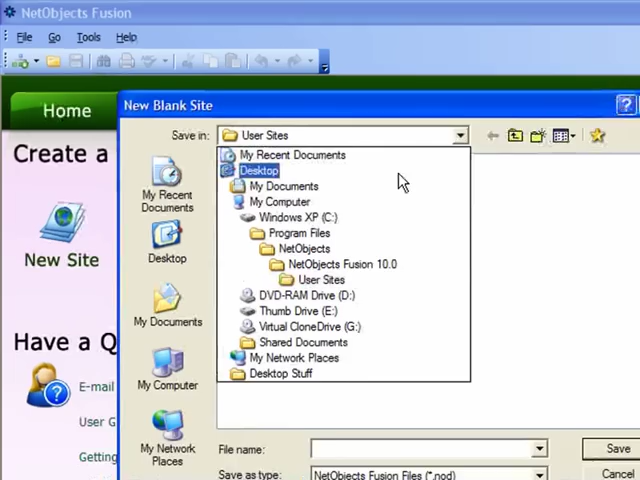 NetObjects Fusion
File Go Tools Help
Home
New Blank Site
Save in: User Sites
Create a
My Recent Documents
Desktop
My Documents
My Computer
Windows XP (C:)
Program Files
NetObjects
NetObjects Fusion 10.0
User Sites
DVD-RAM Drive (D:)
Thumb Drive (E:)
Virtual CloneDrive (G:)
Shared Documents
My Network Places
Desktop Stuff
My Recent
Documents
Desktop
My Documents
My Computer
My Network
Places
New Site
Have a Q
E-mail
User G
Getting
File name:
Save
Save as type: NetObjects Fusion Files (*.nod)
Cancel